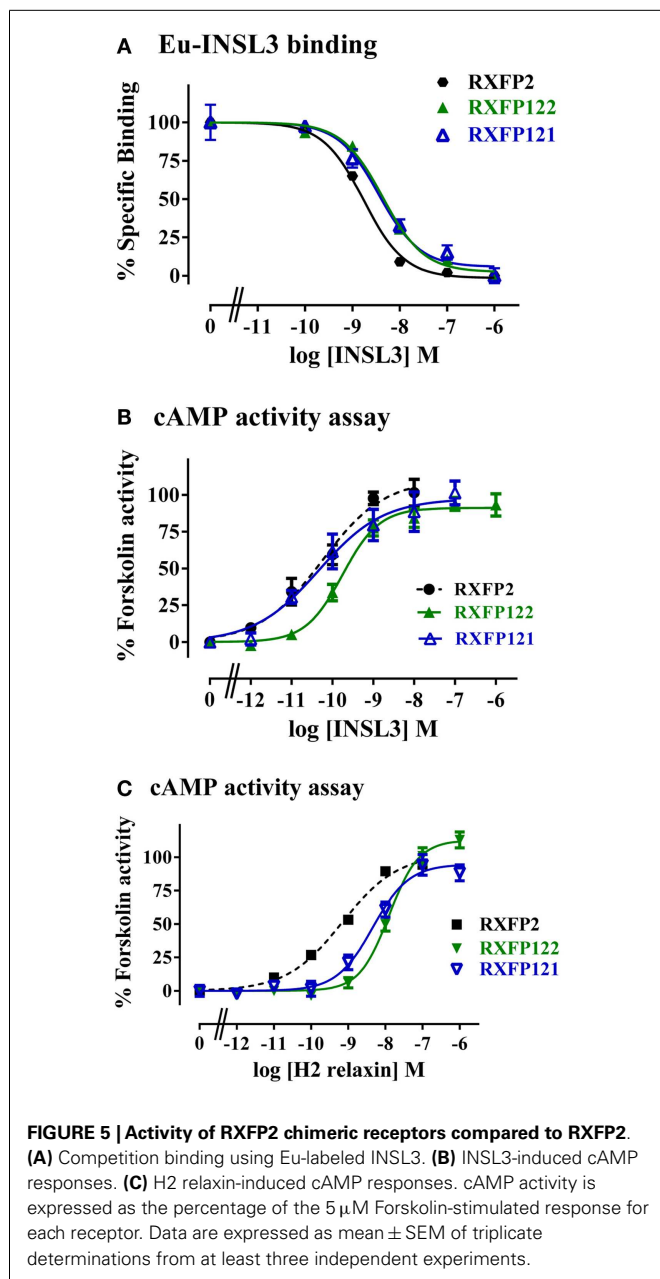 A Eu-INSL3 binding
RXFP2
RXFP122
RXFP121
% Specific Binding
100
75
50
25
0
0 -11 -10 -9 -8 -7 -6
log [INSL3] M
B cAMP activity assay
% Forskolin activity
100
75
50
25
0
RXFP2
RXFP122
RXFP121
0 -12 -11 -10 -9 -8 -7 -6
log [INSL3] M
C cAMP activity assay
% Forskolin activity
100
75
50
25
0
RXFP2
RXFP122
RXFP121
0 -12 -11 -10 -9 -8 -7 -6
log [H2 relaxin] M
FIGURE 5 | Activity of RXFP2 chimeric receptors compared to RXFP2.
(A) Competition binding using Eu-labeled INSL3. (B) INSL3-induced cAMP
responses. (C) H2 relaxin-induced cAMP responses. cAMP activity is
expressed as the percentage of the 5 μM Forskolin-stimulated response for
each receptor. Data are expressed as mean ± SEM of triplicate
determinations from at least three independent experiments.